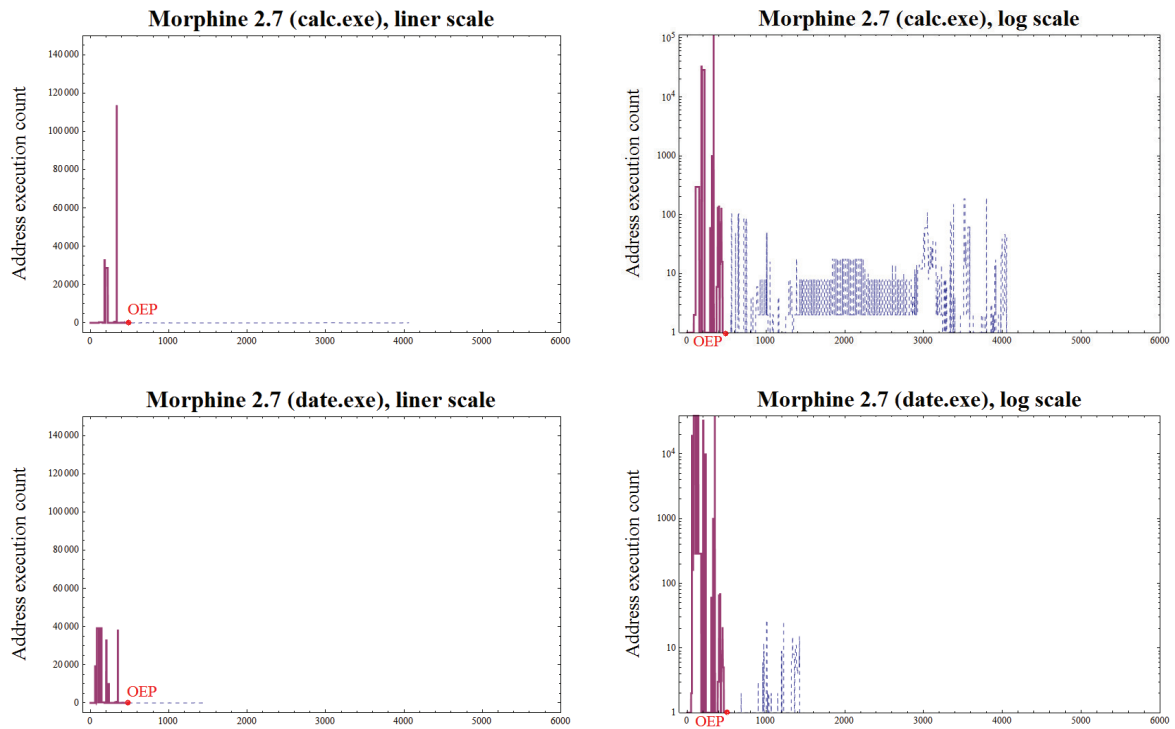 Morphine 2.7 (calc.exe), liner scale
Address execution count
140 000
120 000
100 000
80 000
60 000
40 000
20 000
0
OEP
0 1000 2000 3000 4000 5000 6000
Morphine 2.7 (calc.exe), log scale
Address execution count
10^5
10^4
1000
100
10
1
OEP
0 1000 2000 3000 4000 5000 6000
Morphine 2.7 (date.exe), liner scale
Address execution count
140 000
120 000
100 000
80 000
60 000
40 000
20 000
0
OEP
0 1000 2000 3000 4000 5000 6000
Morphine 2.7 (date.exe), log scale
Address execution count
10^4
1000
100
10
1
OEP
0 1000 2000 3000 4000 5000 6000